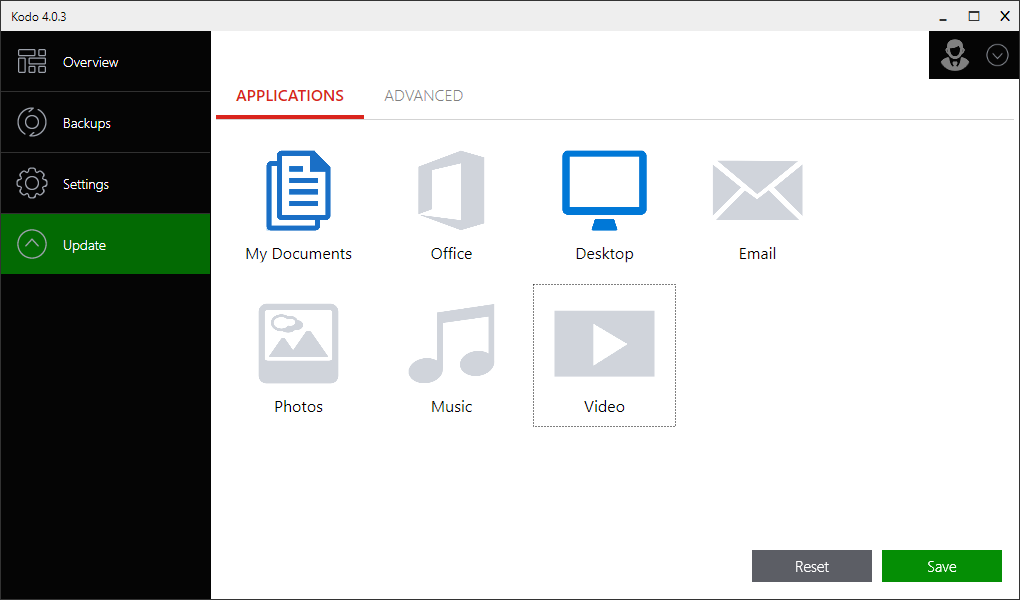 Kodo 4.0.3
Overview
Backups
Settings
Update
APPLICATIONS
ADVANCED
My Documents
Office
Desktop
Email
Photos
Music
Video
Reset
Save